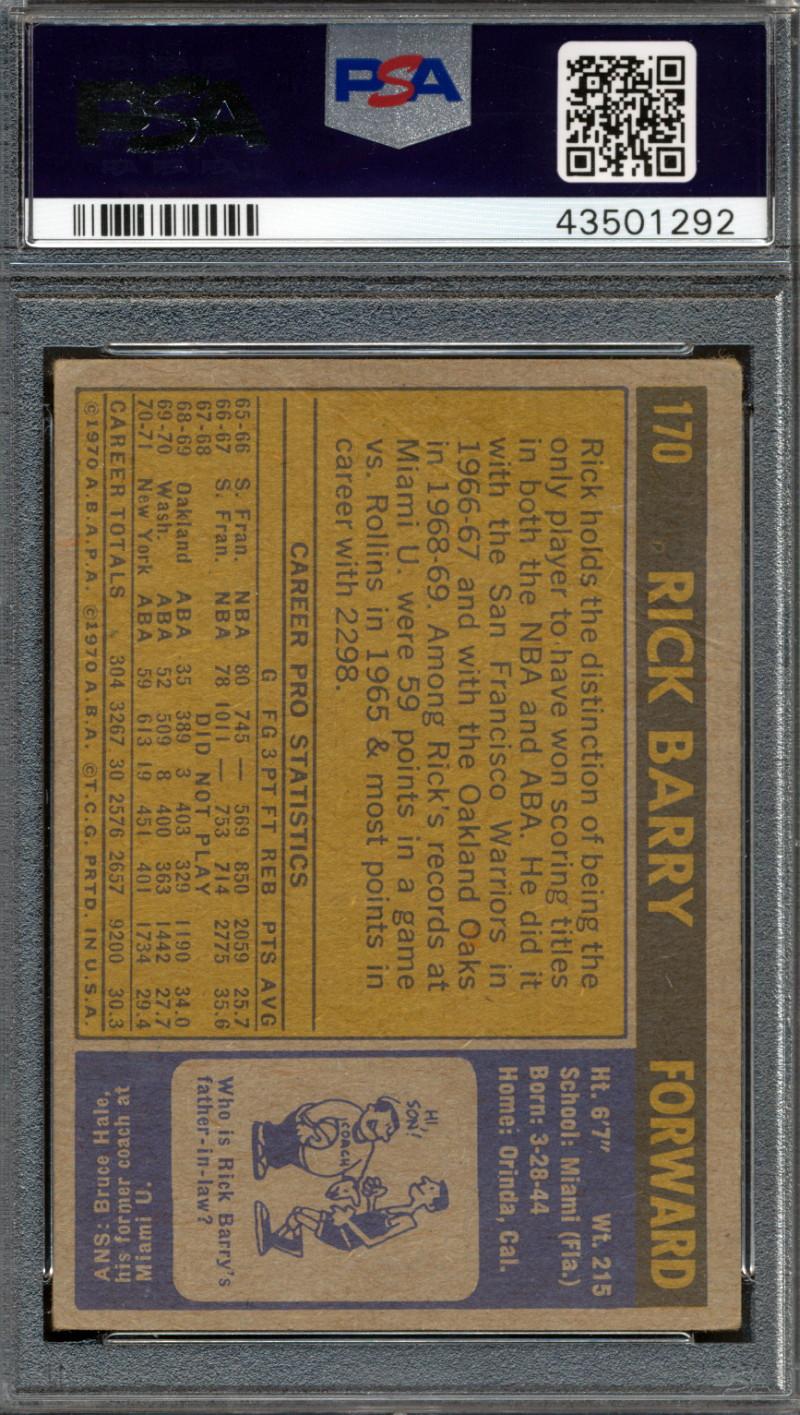 PSA
PSA
43501292
170 RICK BARRY FORWARD
Rick holds the distinction of being the
only player to have won scoring titles
in both the NBA and ABA. He did it
with the San Francisco Warriors in
1966-67 and with the Oakland Oaks
in 1968-69. Among Rick's records at
Miami U. were 59 points in a game
vs. Rollins in 1965 & most points in
career with 2298.
CAREER PRO STATISTICS
G FG 3PT FT REB PTS AVG
65-66 S. Fran. NBA 80 745 — 569 850 2059 25.7
66-67 S. Fran. NBA 78 1011 — 753 714 2775 35.6
67-68 DID NOT PLAY
68-69 Oakland ABA 35 389 3 403 329 1190 34.0
69-70 Wash. ABA 52 509 8 400 363 1442 27.7
70-71 New York ABA 59 613 19 451 401 1734 29.4
CAREER TOTALS 304 3267 30 2576 2657 9200 30.3
©1970 A.B.A.P.A. ©1970 A.B.A. ©T.C.G. PRTD. IN U.S.A.
Ht. 6'7" Wt. 215
School: Miami (Fla.)
Born: 3-28-44
Home: Orinda, Cal.
HI
SON!
COACH
Who is Rick Barry's
father-in-law?
ANS: Bruce Hale,
his former coach at
Miami U.